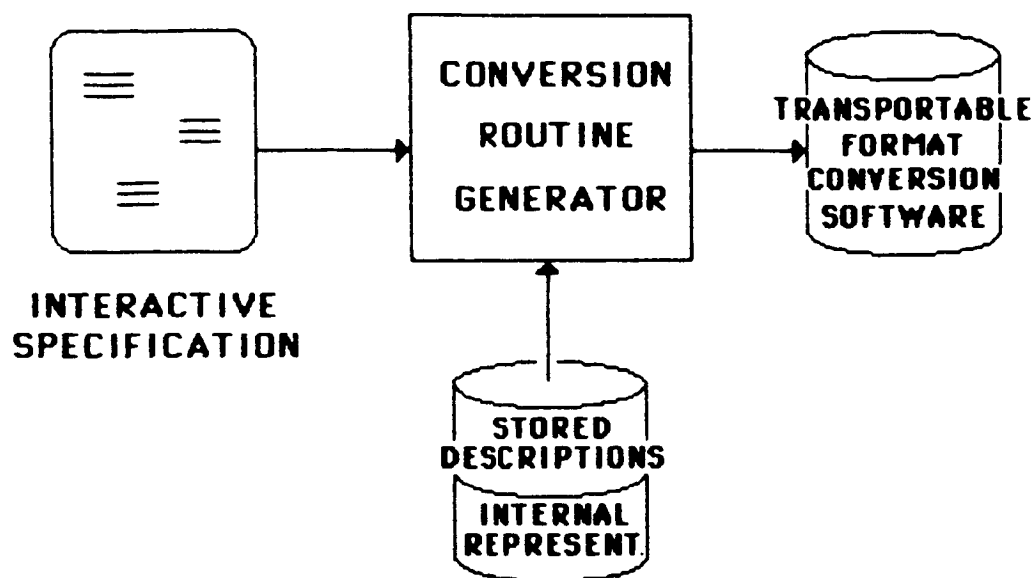 INTERACTIVE
SPECIFICATION
CONVERSION
ROUTINE
GENERATOR
TRANSPORTABLE
FORMAT
CONVERSION
SOFTWARE
STORED
DESCRIPTIONS
INTERNAL
REPRESENT.